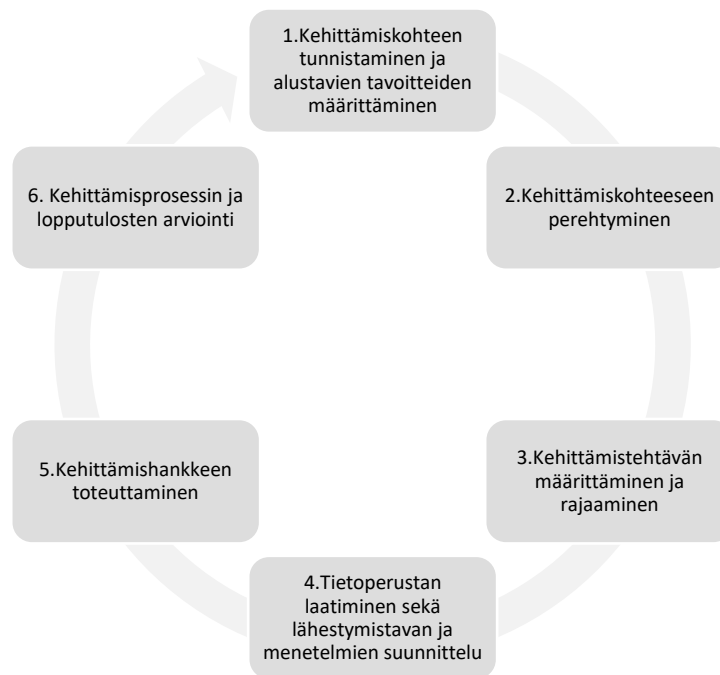 1.Kehittämiskohteen
tunnistaminen ja
alustavien tavoitteiden
määrittäminen
2.Kehittämiskohteeseen
perehtyminen
3.Kehittämistehtävän
määrittäminen ja
rajaaminen
4.Tietoperustan
laatiminen sekä
lähestymistavan ja
menetelmien suunnittelu
5.Kehittämishankkeen
toteuttaminen
6. Kehittämisprosessin ja
lopputulosten arviointi